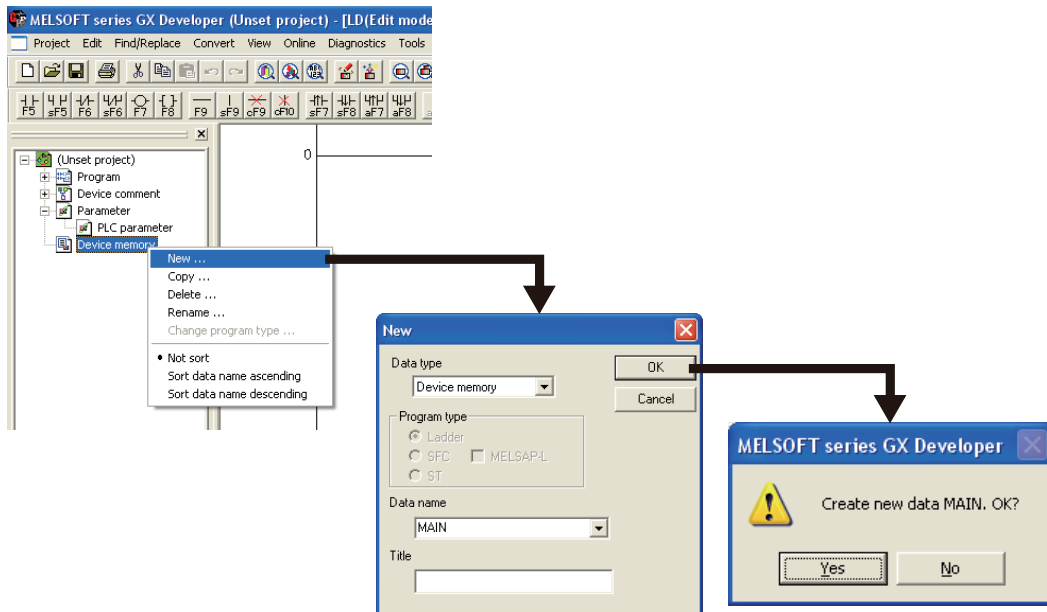 MELSOFT series GX Developer (Unset project) - [LD(Edit mode
Project Edit Find/Replace Convert View Online Diagnostics Tools
F5 sF5 F6 sF6 F7 F8 F9 sF9 cF9 cF10 sF7 sF8 aF7 aF8
(Unset project)
Program
Device comment
Parameter
PLC parameter
Device memory
0
New ...
Copy ...
Delete ...
Rename ...
Change program type ...
Not sort
Sort data name ascending
Sort data name descending
New
Data type
Device memory
OK
Cancel
Program type
Ladder
SFC MELSAP-L
ST
Data name
MAIN
Title
MELSOFT series GX Developer
Create new data MAIN. OK?
Yes No